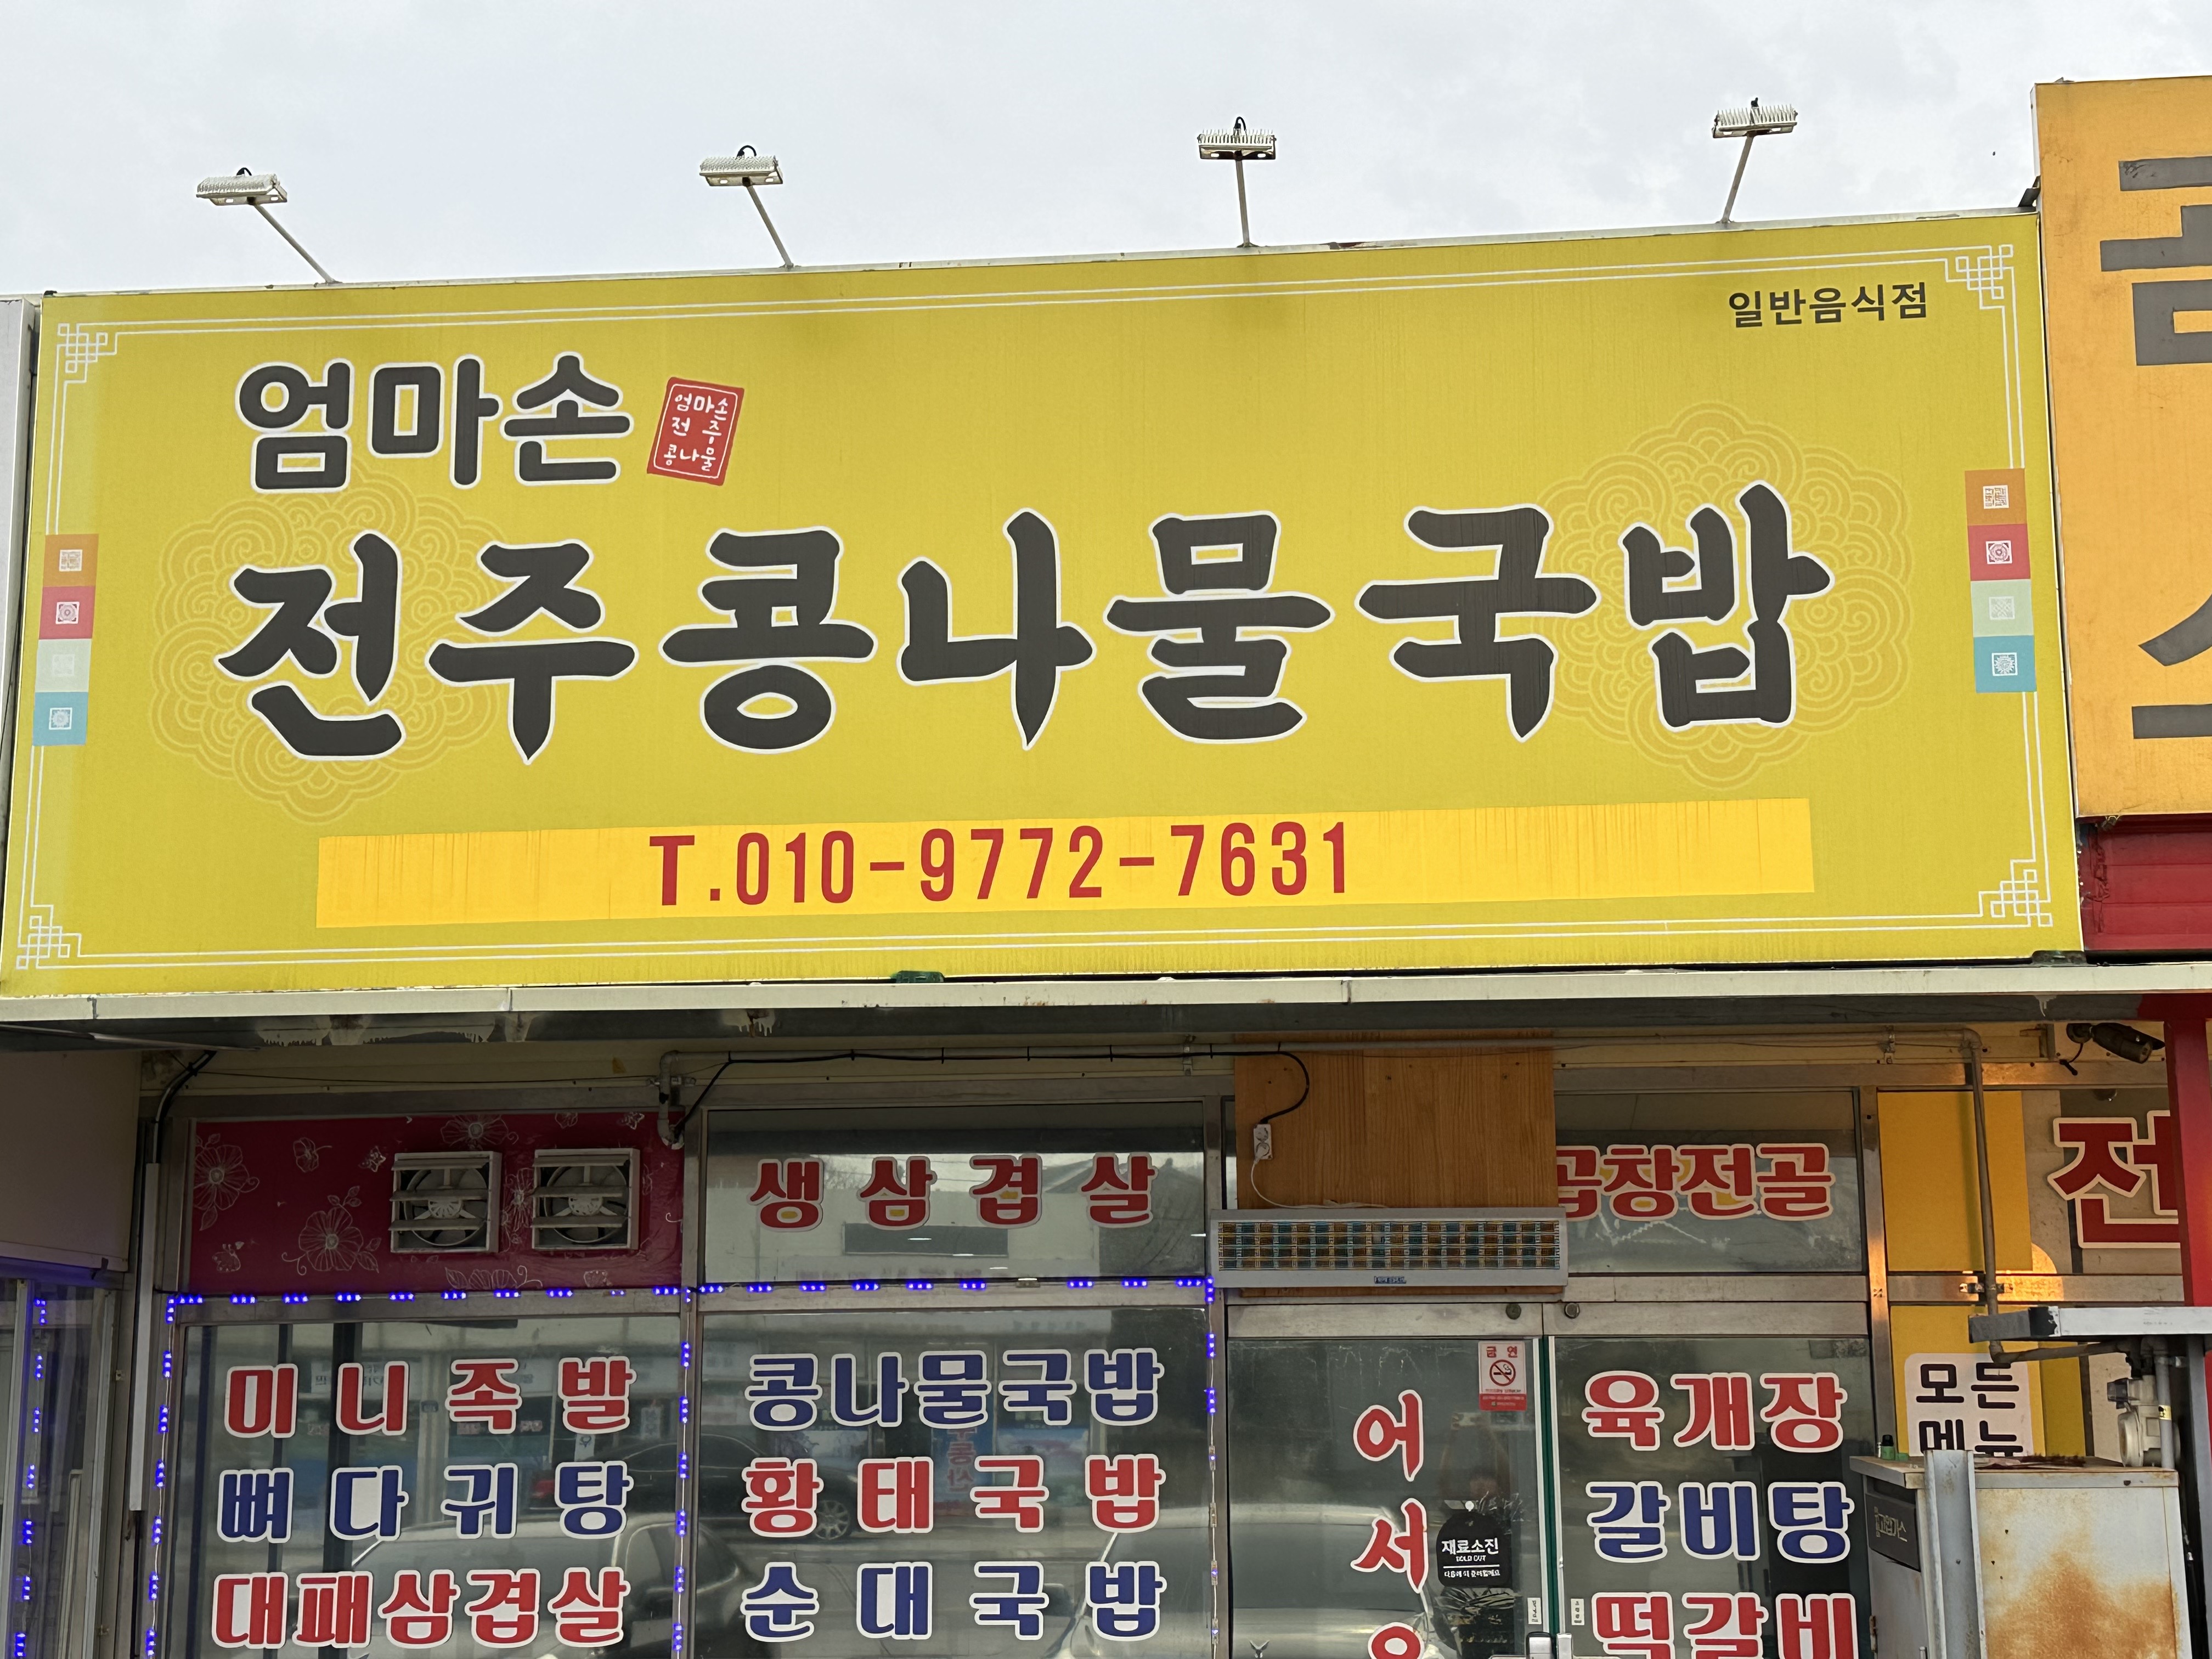 일반음식점
엄마손
엄마손
전주
콩나물
전주콩나물국밥
T.010-9772-7631
생삼겹살
곱창전골
전
미니족발
뼈다귀탕
대패삼겹살
콩나물국밥
황태국밥
순대국밥
금연
어서오
재료소진
SOLD OUT
육개장
갈비탕
떡갈비
모든
메뉴